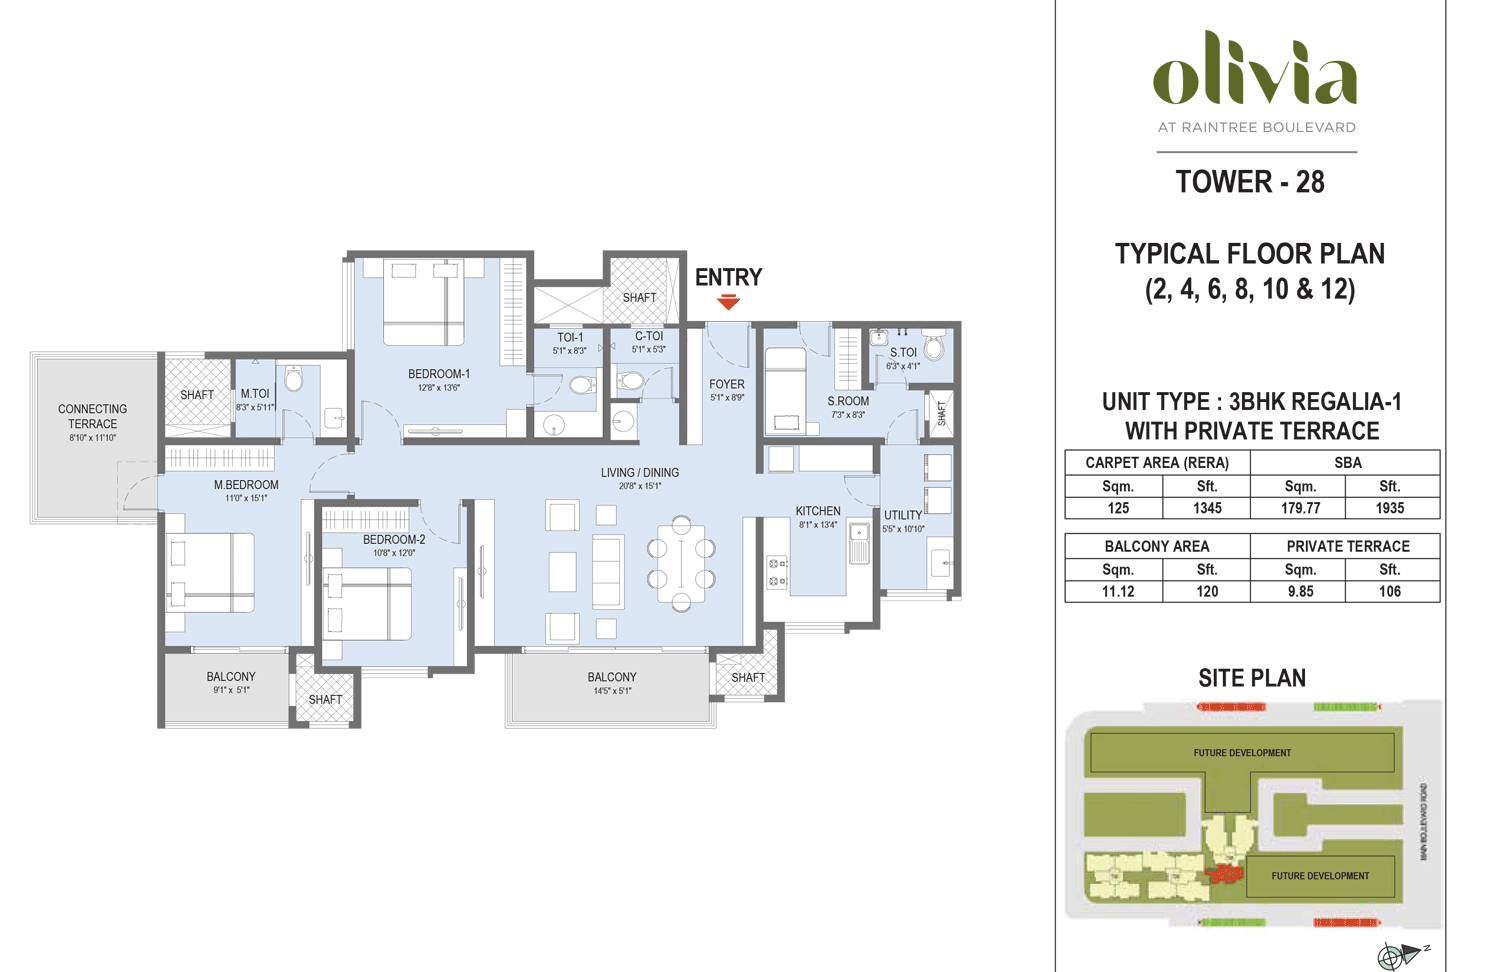 ENTRY
SHAFT
TOI-1
5'1" x 8'3"
C-TOI
5'1" x 5'3"
S.TOI
6'3" x 4'1"
BEDROOM-1
12'8" x 13'6"
FOYER
5'1" x 8'9"
S.ROOM
7'3" x 8'3"
SHAFT
SHAFT
M.TOI
8'3" x 5'11"
CONNECTING
TERRACE
8'10" x 11'10"
M.BEDROOM
11'0" x 15'1"
LIVING / DINING
20'8" x 15'1"
KITCHEN
8'1" x 13'4"
UTILITY
5'5" x 10'10"
BEDROOM-2
10'8" x 12'0"
BALCONY
9'1" x 5'1"
SHAFT
BALCONY
14'5" x 5'1"
SHAFT
olivia
AT RAINTREE BOULEVARD
TOWER - 28
TYPICAL FLOOR PLAN
(2, 4, 6, 8, 10 & 12)
UNIT TYPE : 3BHK REGALIA-1
WITH PRIVATE TERRACE
CARPET AREA (RERA) SBA
Sqm. Sft. Sqm. Sft.
125 1345 179.77 1935
BALCONY AREA PRIVATE TERRACE
Sqm. Sft. Sqm. Sft.
11.12 120 9.85 106
SITE PLAN
FUTURE DEVELOPMENT
MAIN BOULEVARD ROAD
FUTURE DEVELOPMENT
N